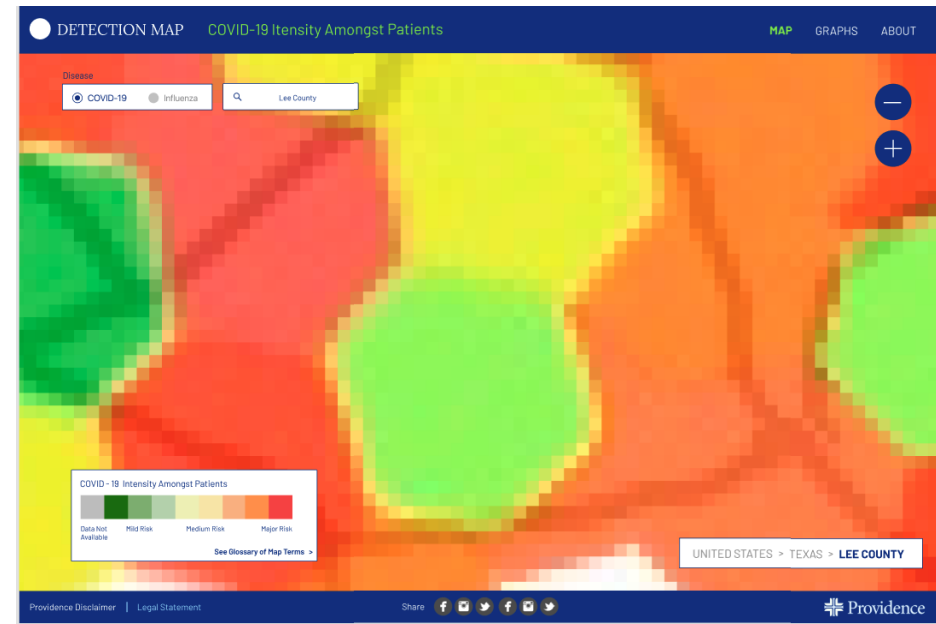 DETECTION MAP
COVID-19 Itensity Amongst Patients
MAP
GRAPHS
ABOUT
Disease
COVID-19
Influenza
Lee County
COVID - 19 Intensity Amongst Patients
Data Not
Available
Mild Risk
Medium Risk
Major Risk
See Glossary of Map Terms >
UNITED STATES > TEXAS > LEE COUNTY
Providence Disclaimer | Legal Statement
Share
Providence